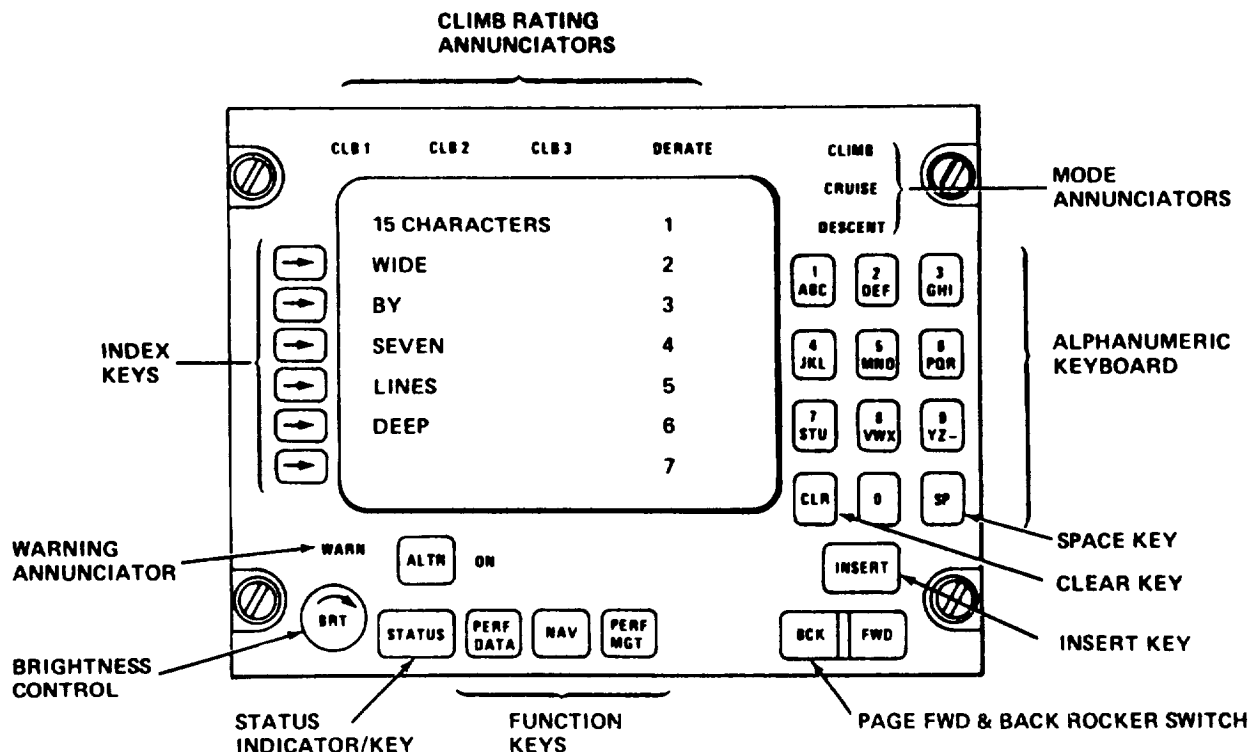 CLIMB RATING
ANNUNCIATORS
CLB 1 CLB 2 CLB 3 DERATE
CLIMB
CRUISE
DESCENT
MODE
ANNUNCIATORS
15 CHARACTERS 1
WIDE 2
BY 3
SEVEN 4
LINES 5
DEEP 6
7
INDEX
KEYS
1
ABC
2
DEF
3
GHI
4
JKL
5
MNO
6
PQR
7
STU
8
VWX
9
YZ-
CLR
0
SP
ALPHANUMERIC
KEYBOARD
WARNING
ANNUNCIATOR
WARN
ALTN ON
INSERT
SPACE KEY
CLEAR KEY
INSERT KEY
BRT
STATUS
PERF
DATA
NAV
PERF
MGT
BCK FWD
BRIGHTNESS
CONTROL
STATUS
INDICATOR/KEY
FUNCTION
KEYS
PAGE FWD & BACK ROCKER SWITCH